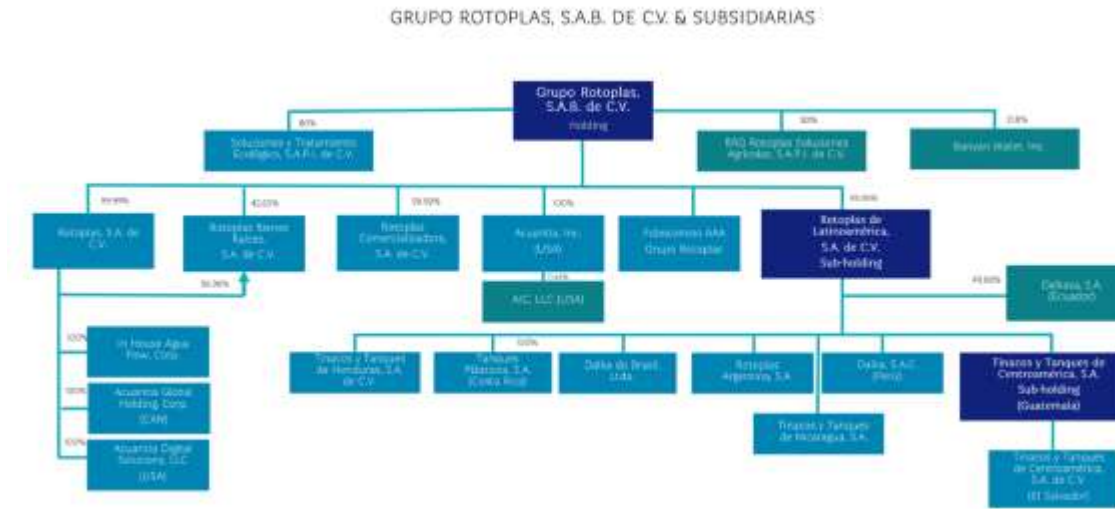 GRUPO ROTOPLAS, S.A.B. DE C.V. & SUBSIDIARIAS
Grupo Rotoplas,
S.A.B. de C.V.
Holding
Soluciones y Tratamiento
Ecológico, S.A.P.I. de C.V.
RAO Rotoplas Soluciones
Agrícolas, S.A.P.I. de C.V.
Banyan Water, Inc.
99.99%
100%
Rotoplas, S.A. de
C.V.
Rotoplas Bienes
Raíces,
S.A. de C.V.
Rotoplas
Comercializadora,
S.A. de C.V.
Acuantia, Inc.
(USA)
Fideicomiso AAA
Grupo Rotoplas
Rotoplas de
Latinoamérica,
S.A. de C.V.
Sub-holding
AIC, LLC (USA)
Dalkasa, S.A.
(Ecuador)
100%
In House Agua
Flow, Corp
100%
Acuantia Global
Holding, Corp.
(CAN)
100%
Acuantia Digital
Solutions, LLC
(USA)
100%
Tinacos y Tanques
de Honduras, S.A.
de C.V.
Tanques
Plásticos, S.A.
(Costa Rica)
Dalka do Brasil,
Ltda.
Rotoplas
Argentina, S.A
Dalka, S.A.C.
(Perú)
Tinacos y Tanques de
Centroamérica, S.A.
Sub-holding
(Guatemala)
Tinacos y Tanques
de Nicaragua, S.A.
Tinacos y Tanques
de Centroamérica,
S.A. de C.V
(El Salvador)